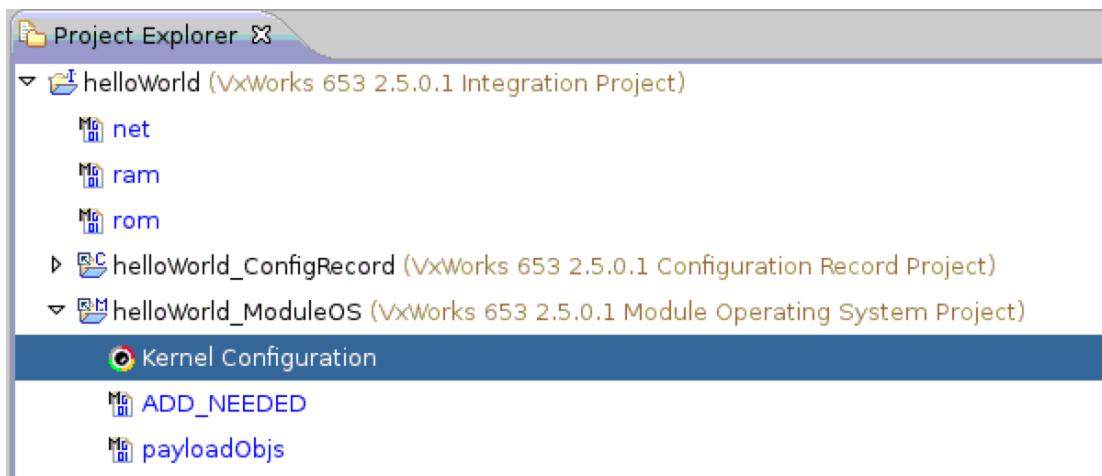 Project Explorer
helloWorld (VxWorks 653 2.5.0.1 Integration Project)
net
ram
rom
helloWorld_ConfigRecord (VxWorks 653 2.5.0.1 Configuration Record Project)
helloWorld_ModuleOS (VxWorks 653 2.5.0.1 Module Operating System Project)
Kernel Configuration
ADD_NEEDED
payloadObjs